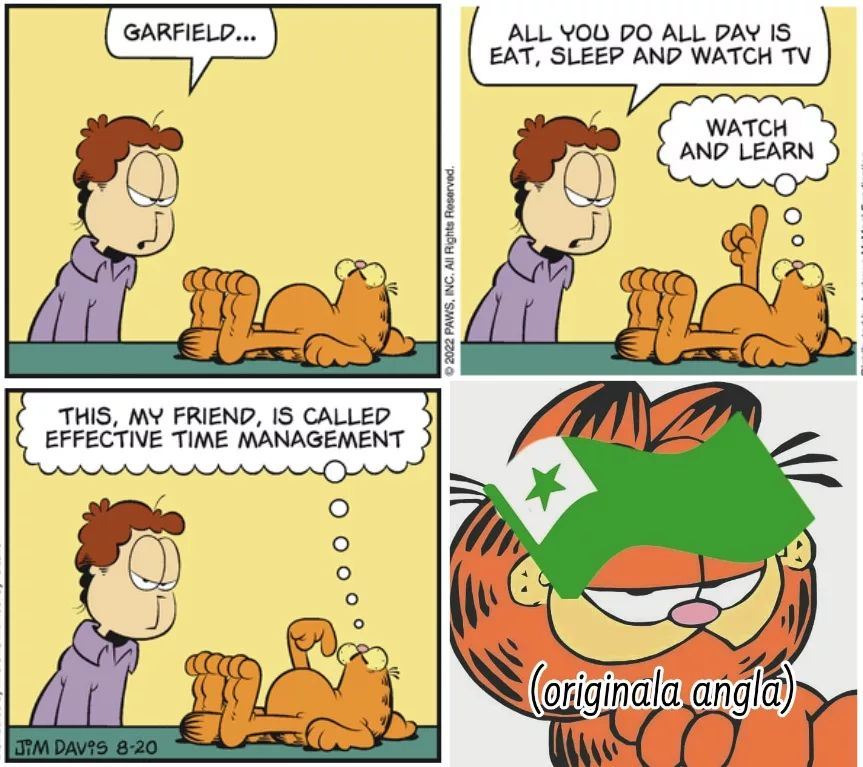 GARFIELD...
ALL YOU DO ALL DAY IS
EAT, SLEEP AND WATCH TV
WATCH
AND LEARN
© 2022 PAWS, INC. All Rights Reserved.
THIS, MY FRIEND, IS CALLED
EFFECTIVE TIME MANAGEMENT
JIM DAVIS 8-20
(originala angla)